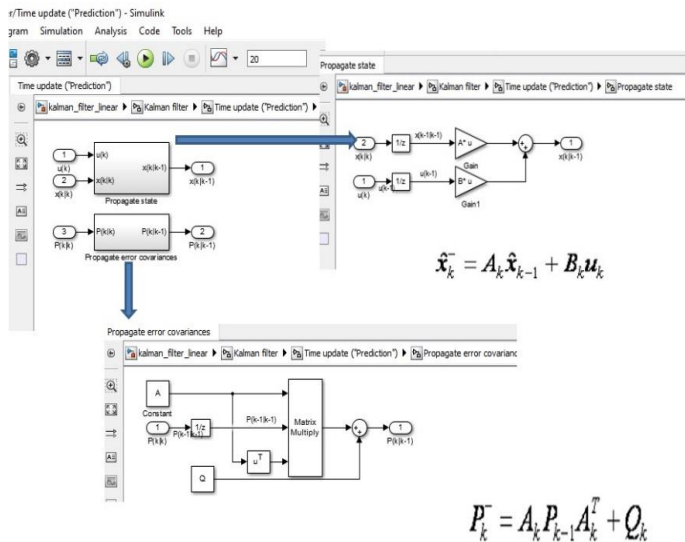 er/Time update ("Prediction") - Simulink
gram Simulation Analysis Code Tools Help
20
Time update ("Prediction")
kalman_filter_linear Kalman filter Time update ("Prediction")
1
u(k)
2
x(k|k)
u(k)
x(k|k)
x(k|k-1)
1
x(k|k-1)
Propagate state
3
P(k|k)
P(k|k)
P(k|k-1)
2
P(k|k-1)
Propagate error covariances
Propagate state
kalman_filter_linear Kalman filter Time update ("Prediction") Propagate state
2
x(k|k)
1/z
x(k-1|k-1)
A* u
Gain
1
x(k|k-1)
1
u(k)
u(k-1
1/z
u(k-1)
B* u
Gain1
x̂ₖ⁻ = Aₖx̂ₖ₋₁ + Bₖuₖ
Propagate error covariances
kalman_filter_linear Kalman filter Time update ("Prediction") Propagate error covarianc
A
Constant
1
P(k|k)
P(k-1|k-1)
1/z
P(k-1|k-1)
uᵀ
Matrix
Multiply
Q
1
P(k|k-1)
Pₖ⁻ = AₖPₖ₋₁Aₖᵀ + Qₖ